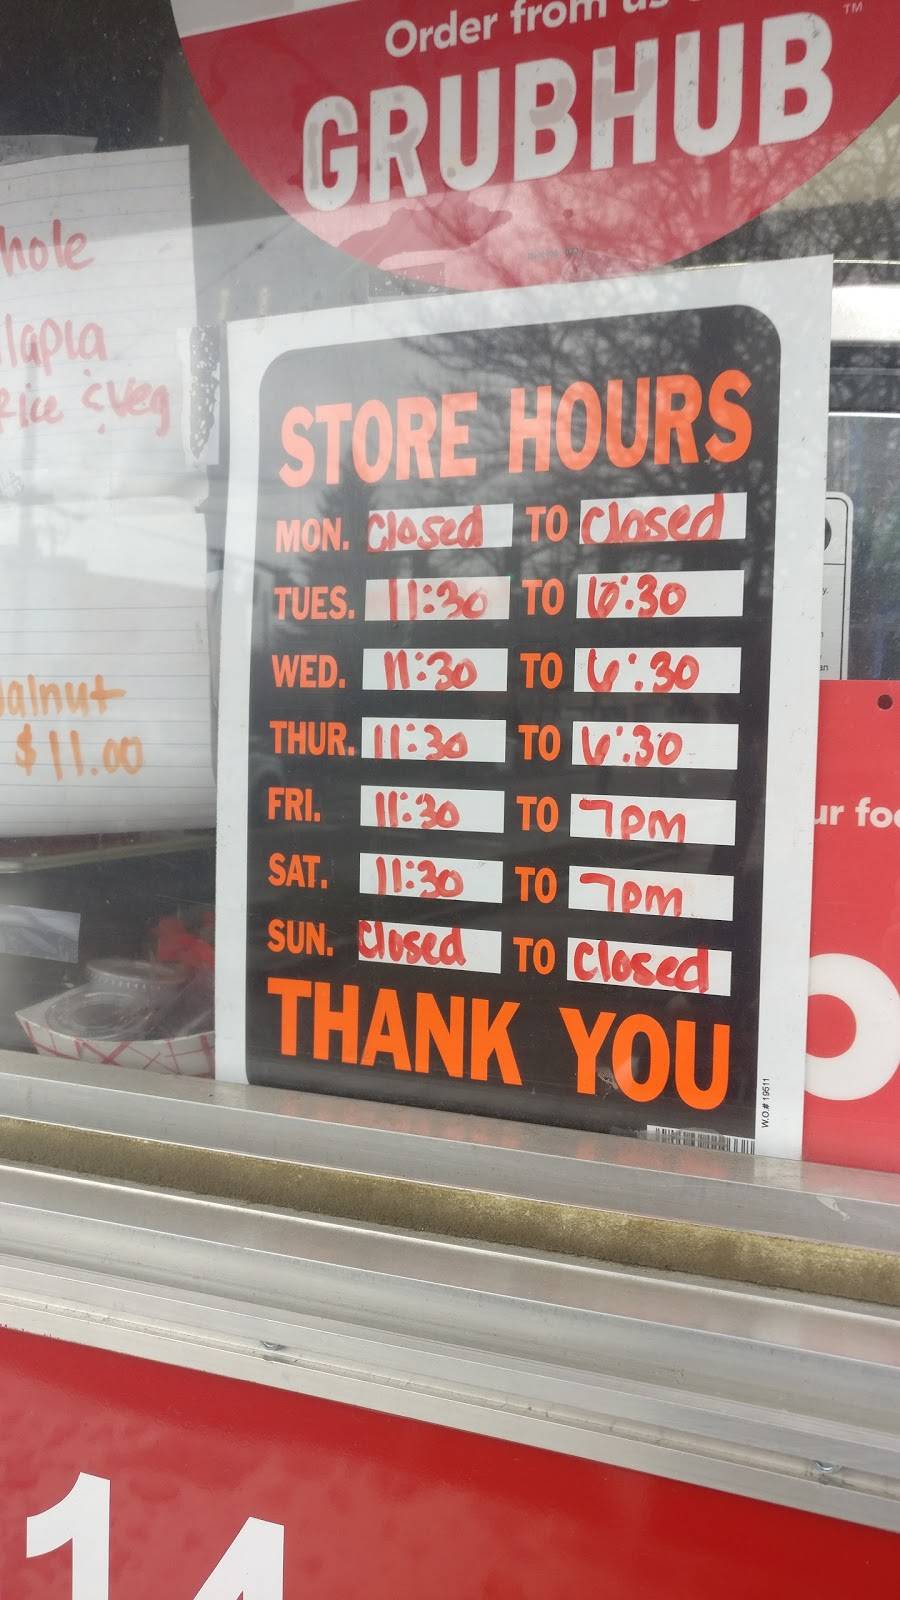 Order from us
GRUBHUB
TM
hole
lapia
rice &veg
alnut
$11.00
STORE HOURS
MON. Closed TO Closed
TUES. 11:30 TO 6:30
WED. 11:30 TO 6:30
THUR. 11:30 TO 6:30
FRI. 11:30 TO 7pm
SAT. 11:30 TO 7pm
SUN. Closed TO Closed
THANK YOU
W.O.# 19511
ur foo
14